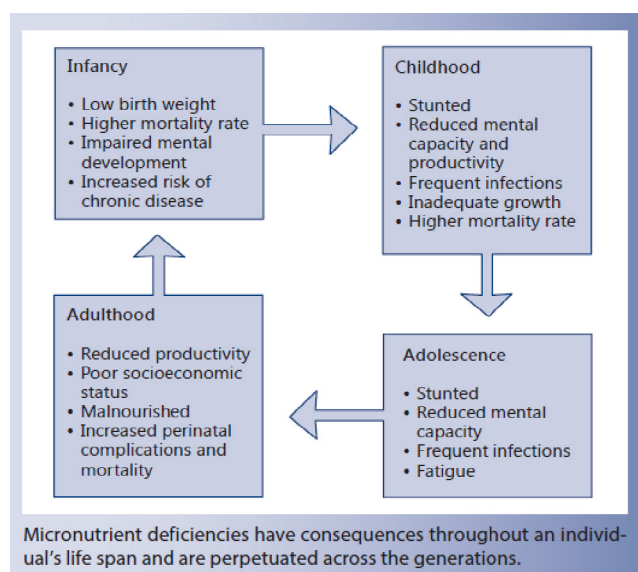 Infancy
• Low birth weight
• Higher mortality rate
• Impaired mental
development
• Increased risk of
chronic disease
Childhood
• Stunted
• Reduced mental
capacity and
productivity
• Frequent infections
• Inadequate growth
• Higher mortality rate
Adolescence
• Stunted
• Reduced mental
capacity
• Frequent infections
• Fatigue
Adulthood
• Reduced productivity
• Poor socioeconomic
status
• Malnourished
• Increased perinatal
complications and
mortality
Micronutrient deficiencies have consequences throughout an individ-
ual's life span and are perpetuated across the generations.